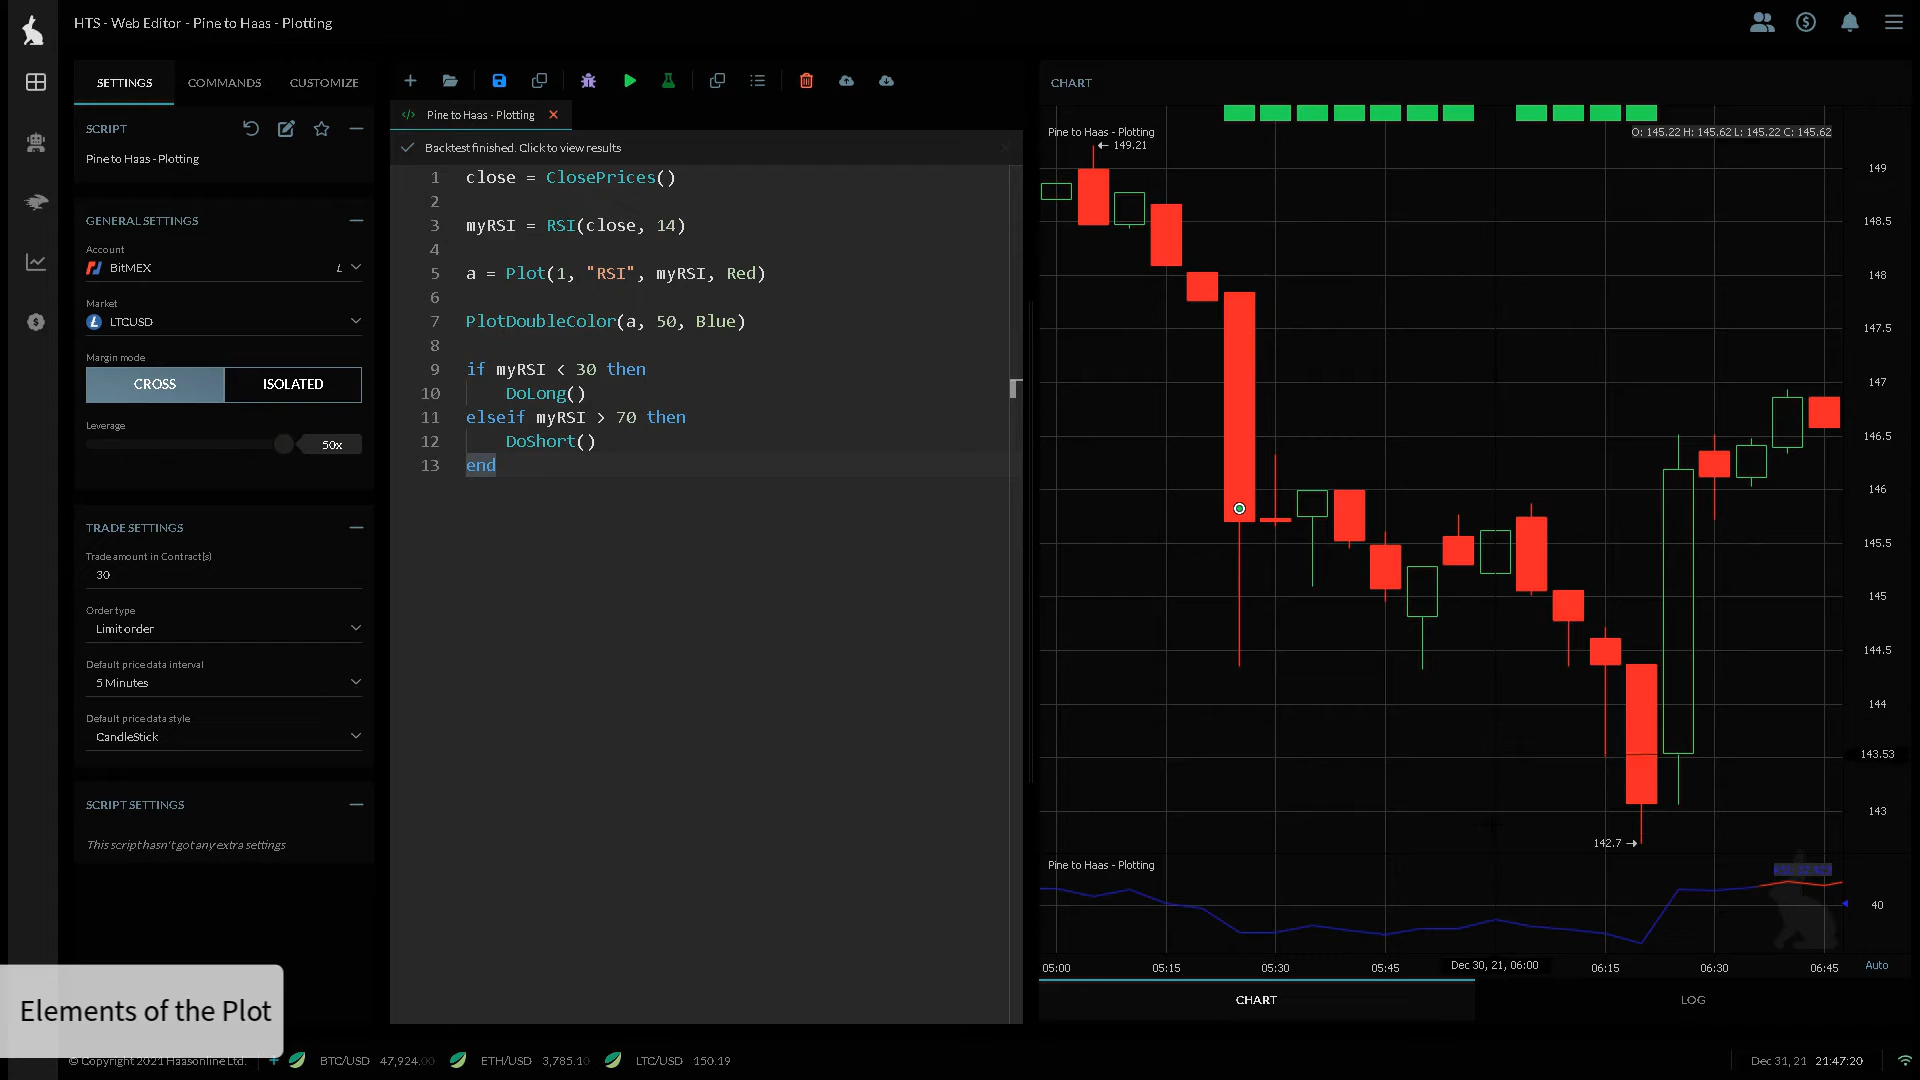 HTS - Web Editor - Pine to Haas - Plotting
SETTINGS COMMANDS CUSTOMIZE
SCRIPT
Pine to Haas - Plotting
GENERAL SETTINGS
Account
BitMEX L
Market
LTCUSD
Margin mode
CROSS ISOLATED
Leverage
50x
TRADE SETTINGS
Trade amount in Contract[s]
30
Order type
Limit order
Default price data interval
5 Minutes
Default price data style
CandleStick
SCRIPT SETTINGS
This script hasn't got any extra settings
Pine to Haas - Plotting
Backtest finished. Click to view results
1 close = ClosePrices()
2
3 myRSI = RSI(close, 14)
4
5 a = Plot(1, "RSI", myRSI, Red)
6
7 PlotDoubleColor(a, 50, Blue)
8
9 if myRSI < 30 then
10 DoLong()
11 elseif myRSI > 70 then
12 DoShort()
13 end
CHART
Pine to Haas - Plotting
O: 145.22 H: 145.62 L: 145.22 C: 145.62
149.21
149
148.5
148
147.5
147
146.5
146
145.5
145
144.5
144
143.53
143
142.7
Pine to Haas - Plotting
40
05:00 05:15 05:30 05:45 Dec 30, 21, 06:00 06:15 06:30 06:45 Auto
CHART LOG
Elements of the Plot
© Copyright 2021 Haasonline Ltd.
BTC/USD 47,924.00 ETH/USD 3,785.10 LTC/USD 150.19
Dec 31, 21 21:47:20